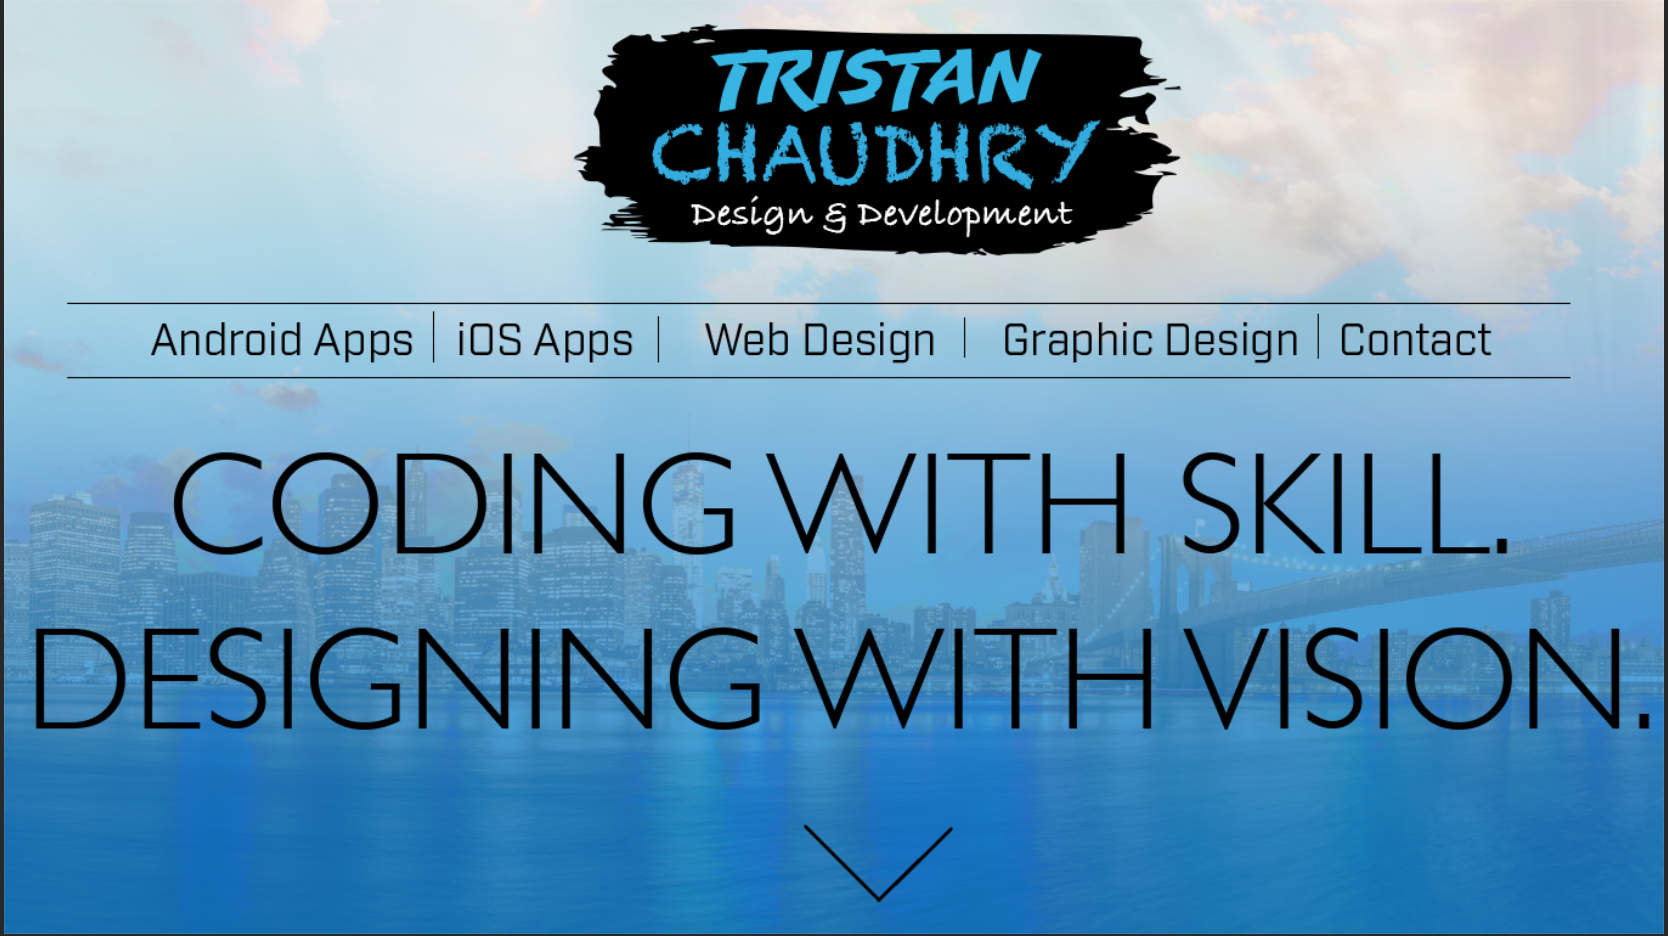 TRISTAN
CHAUDHRY
Design & Development
Android Apps iOS Apps Web Design Graphic Design Contact
CODING WITH SKILL.
DESIGNING WITH VISION.